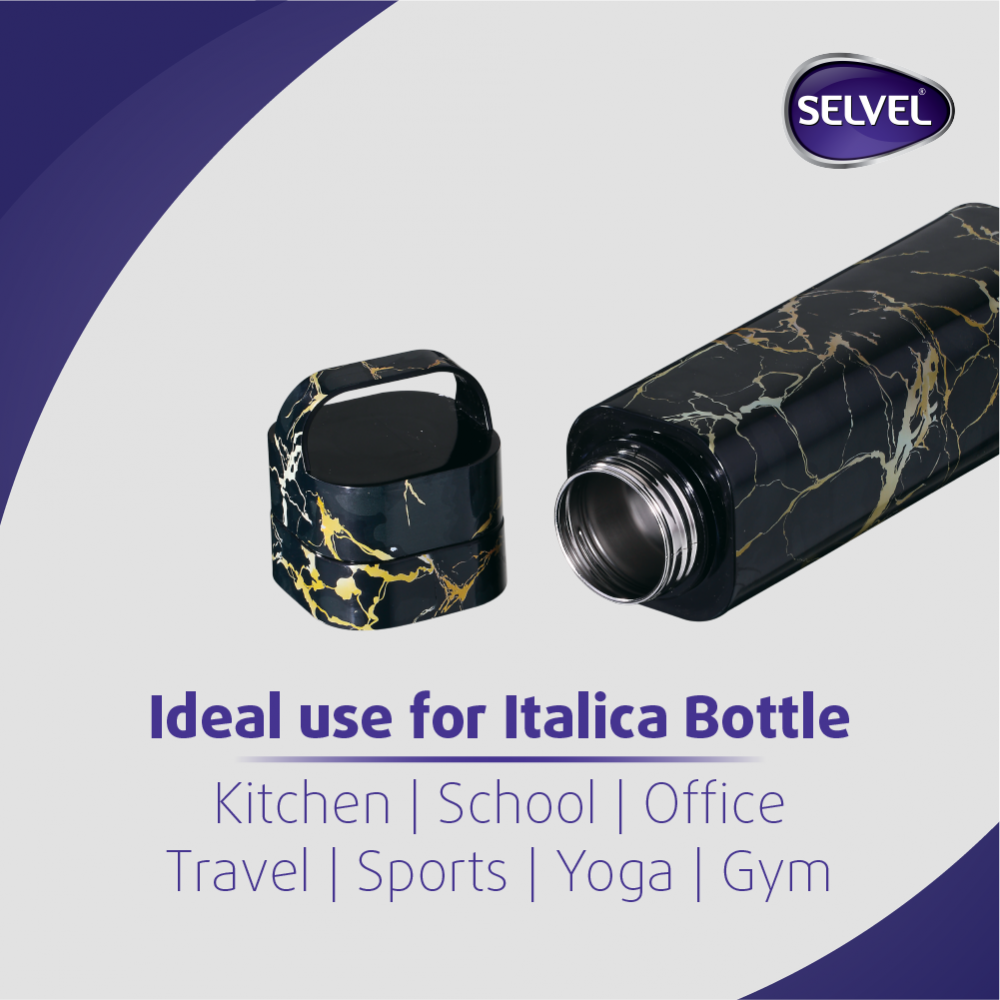 SELVEL®
Ideal use for Italica Bottle
Kitchen | School | Office
Travel | Sports | Yoga | Gym